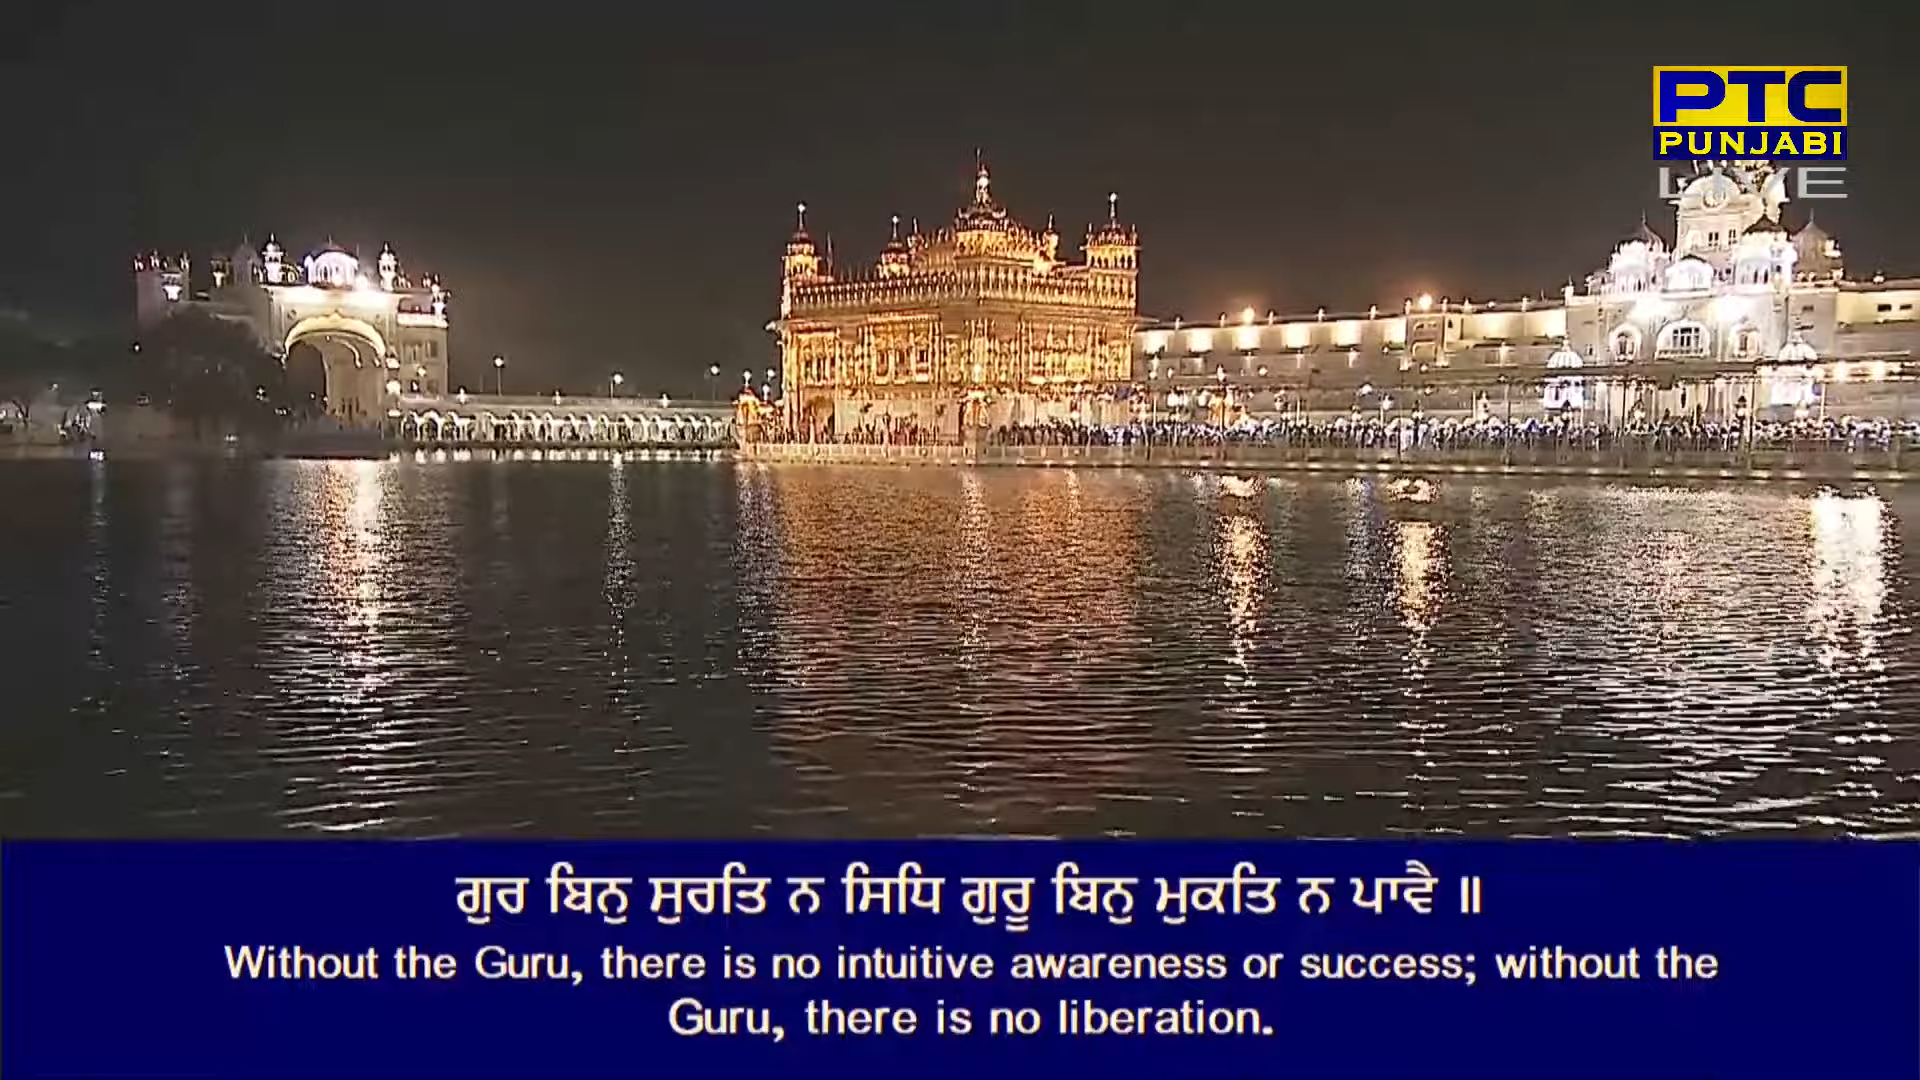 PTC
PUNJABI
LIVE
ਗੁਰ ਬਿਨੁ ਸੁਰਤਿ ਨ ਸਿਧਿ ਗੁਰੂ ਬਿਨੁ ਮੁਕਤਿ ਨ ਪਾਵੈ ॥
Without the Guru, there is no intuitive awareness or success; without the
Guru, there is no liberation.